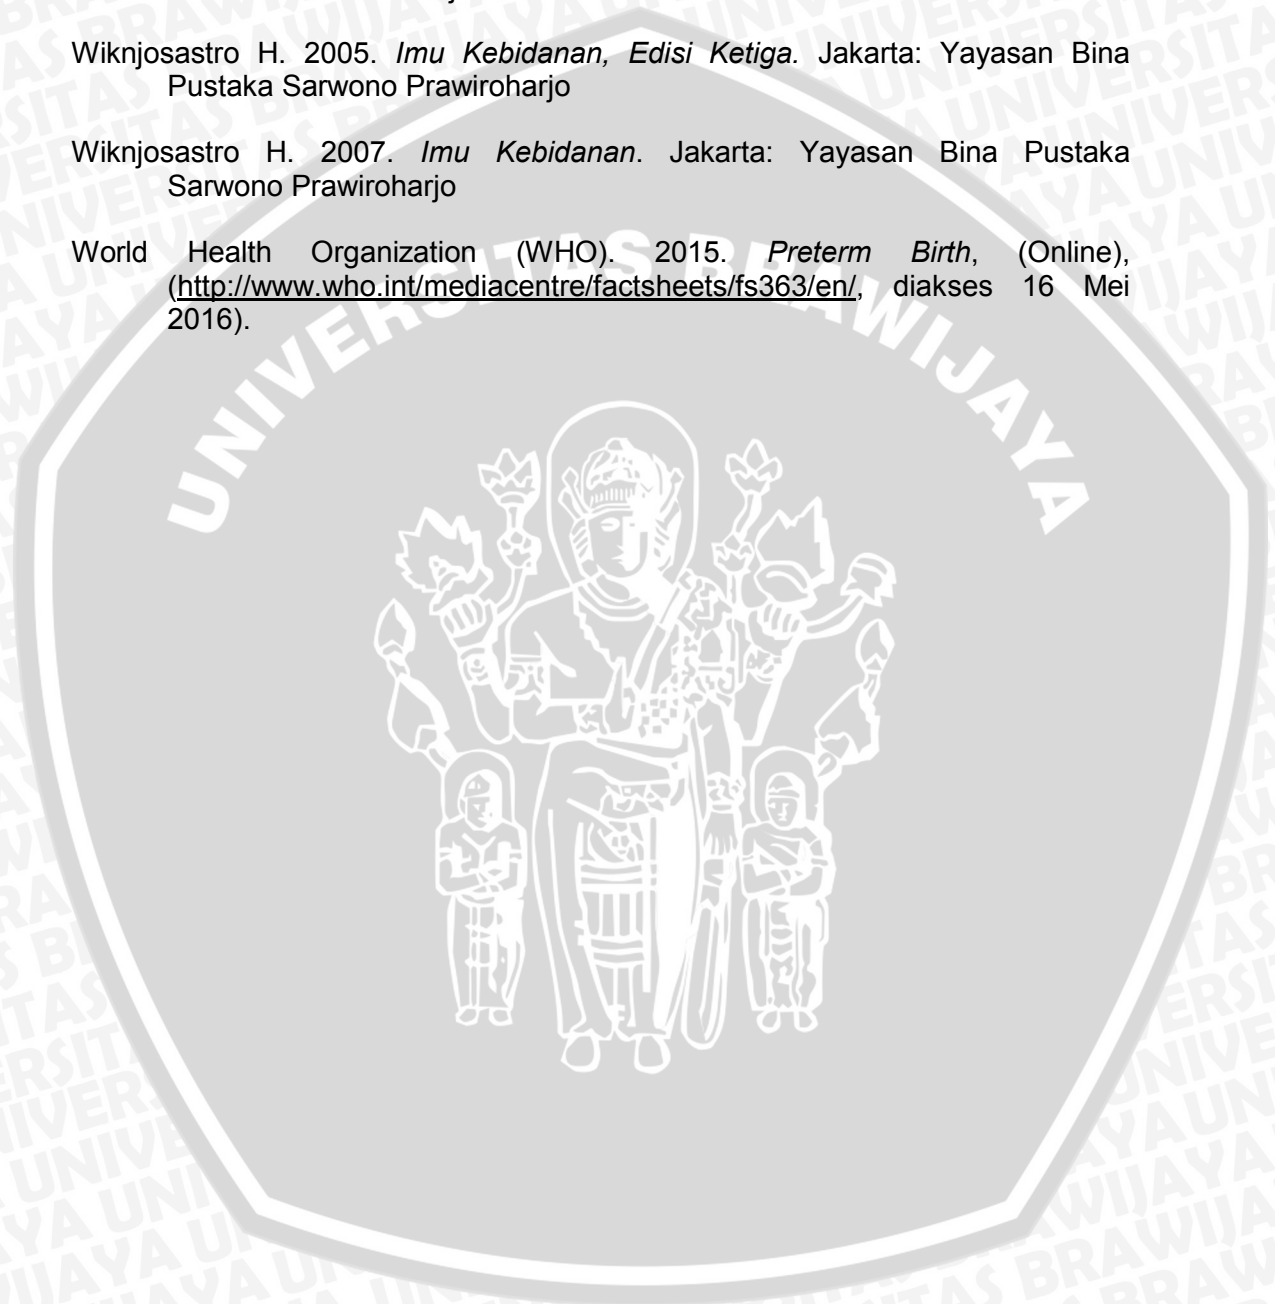 Wiknjosastro H. 2005. Imu Kebidanan, Edisi Ketiga. Jakarta: Yayasan Bina
Pustaka Sarwono Prawiroharjo
Wiknjosastro H. 2007. Imu Kebidanan. Jakarta: Yayasan Bina Pustaka
Sarwono Prawiroharjo
World Health Organization (WHO). 2015. Preterm Birth, (Online),
(http://www.who.int/mediacentre/factsheets/fs363/en/, diakses 16 Mei
2016).
UNIVERSITAS BRAWIJAYA